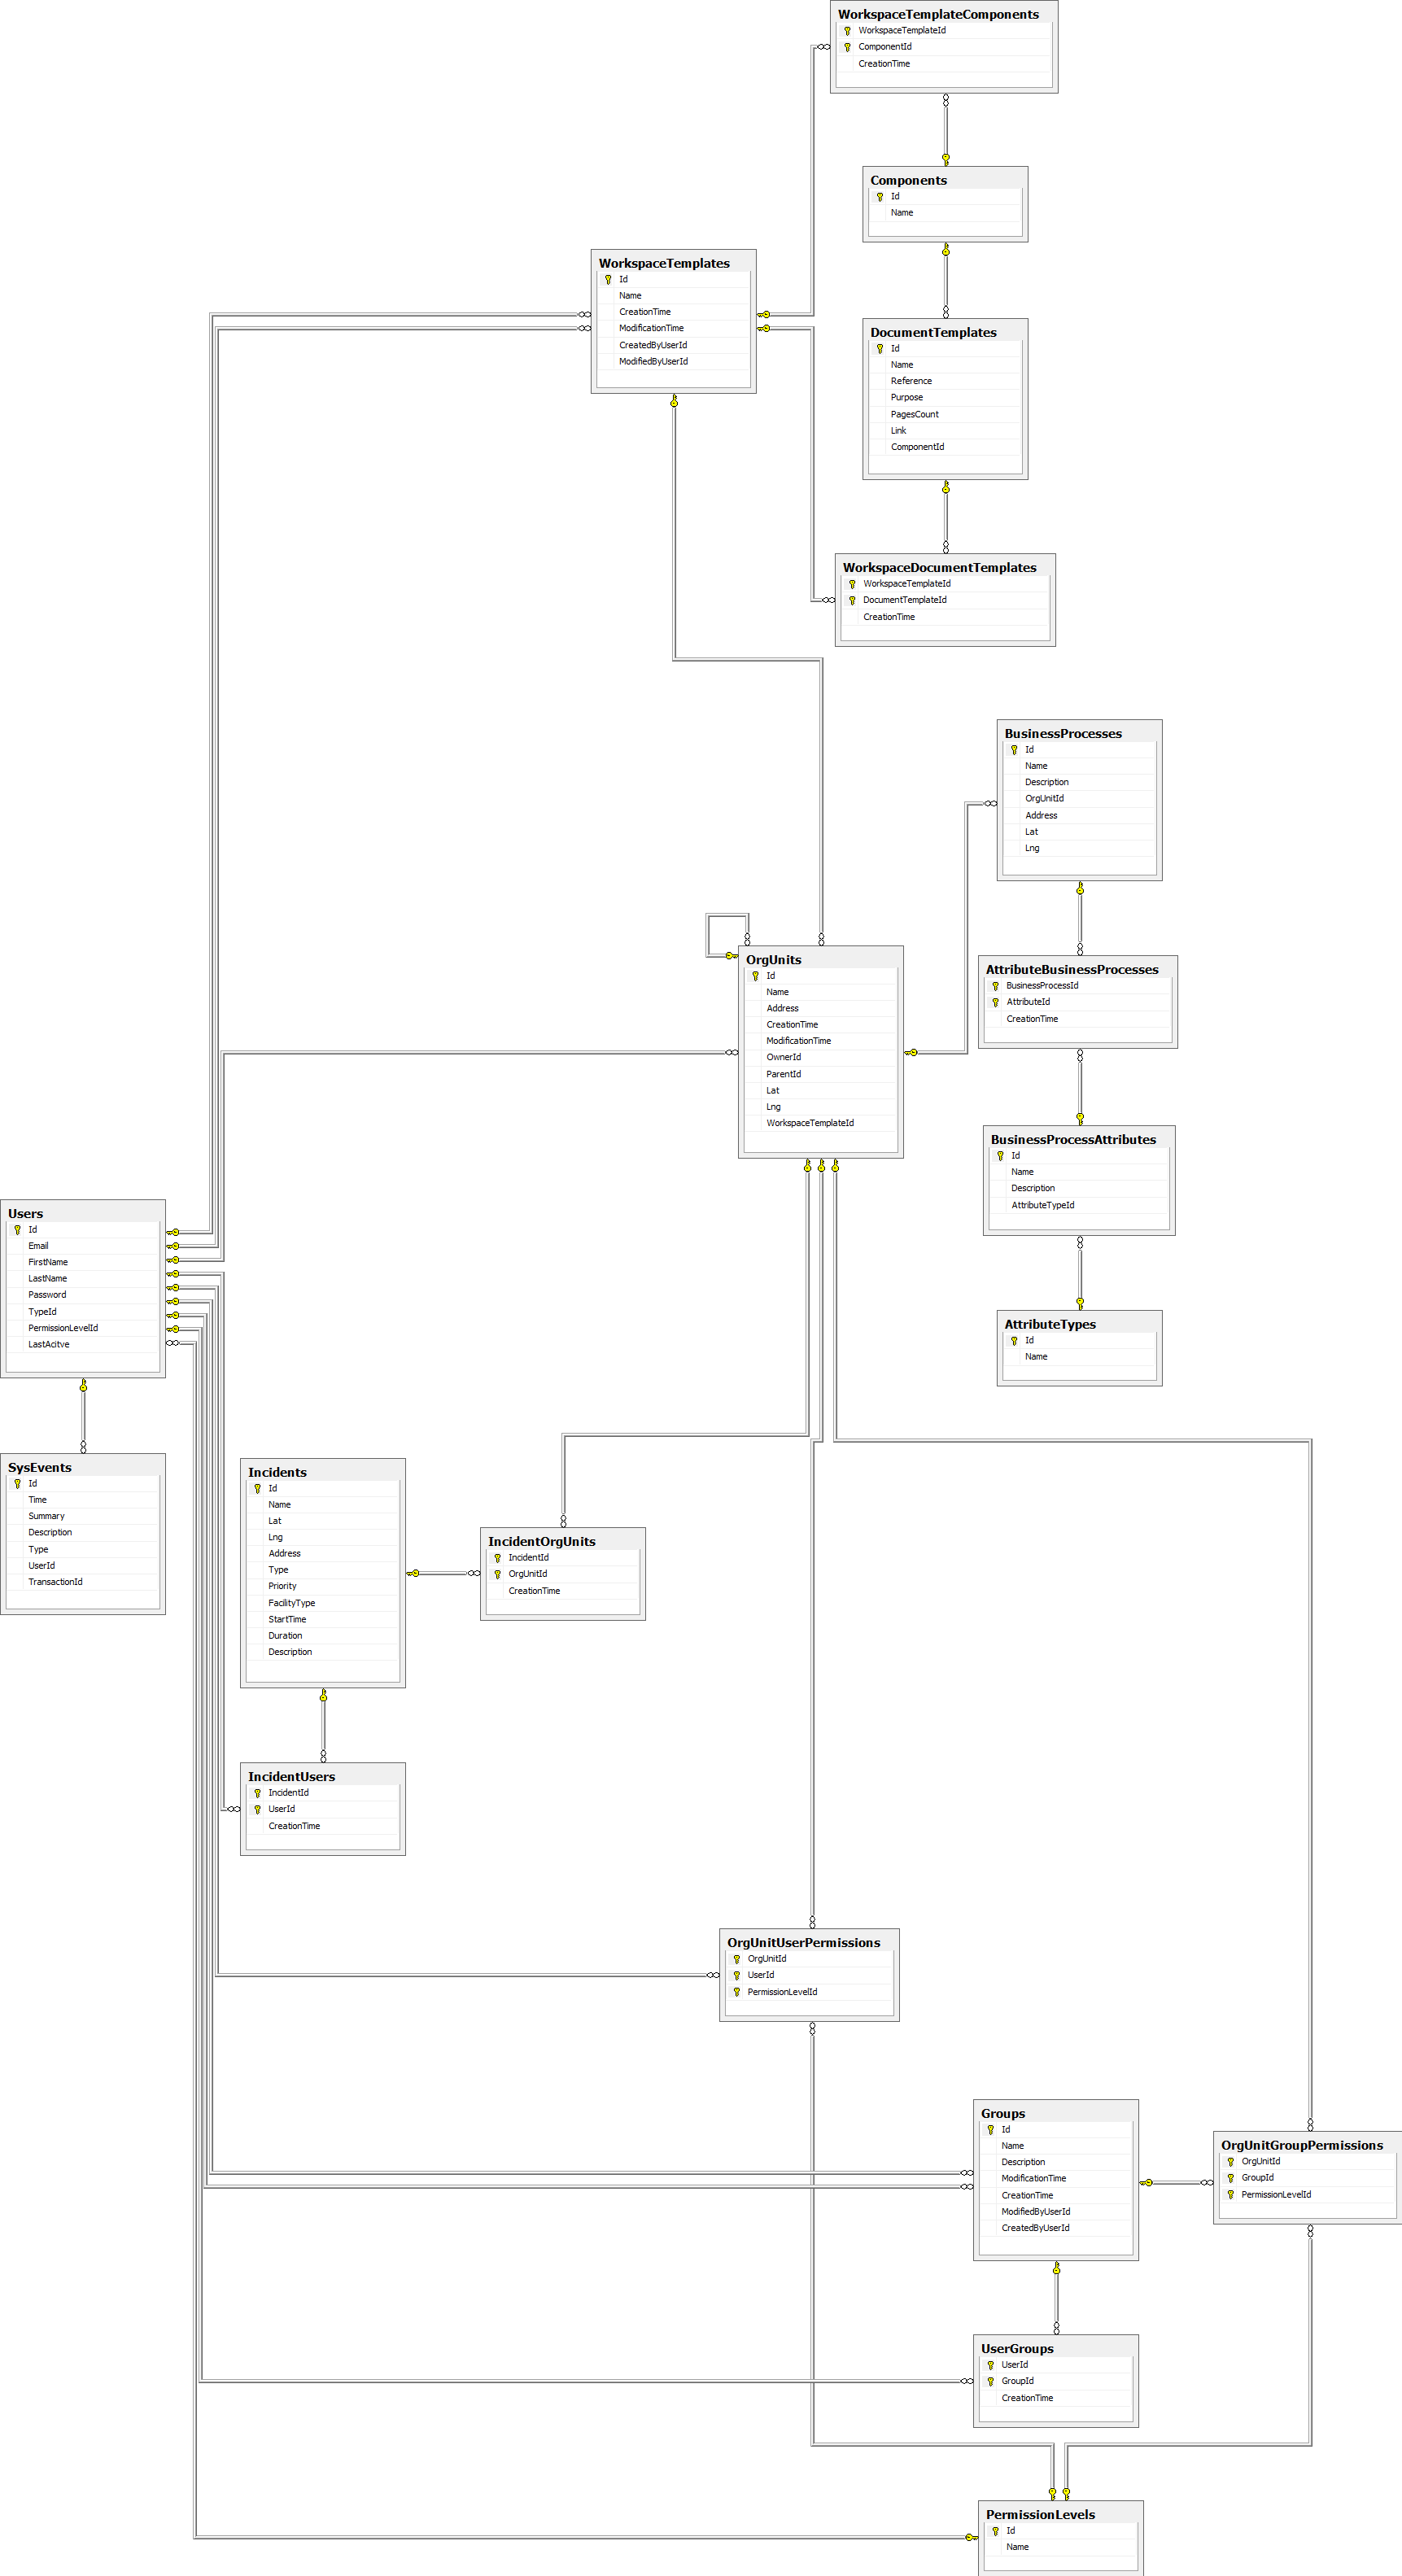 WorkspaceTemplateComponents
WorkspaceTemplateId
ComponentId
CreationTime
Components
Id
Name
WorkspaceTemplates
Id
Name
CreationTime
ModificationTime
CreatedByUserId
ModifiedByUserId
DocumentTemplates
Id
Name
Reference
Purpose
PagesCount
Link
ComponentId
WorkspaceDocumentTemplates
WorkspaceTemplateId
DocumentTemplateId
CreationTime
BusinessProcesses
Id
Name
Description
OrgUnitId
Address
Lat
Lng
OrgUnits
Id
Name
Address
CreationTime
ModificationTime
OwnerId
ParentId
Lat
Lng
WorkspaceTemplateId
AttributeBusinessProcesses
BusinessProcessId
AttributeId
CreationTime
BusinessProcessAttributes
Id
Name
Description
AttributeTypeId
Users
Id
Email
FirstName
LastName
Password
TypeId
PermissionLevelId
LastAcitve
AttributeTypes
Id
Name
SysEvents
Id
Time
Summary
Description
Type
UserId
TransactionId
Incidents
Id
Name
Lat
Lng
Address
Type
Priority
FacilityType
StartTime
Duration
Description
IncidentOrgUnits
IncidentId
OrgUnitId
CreationTime
IncidentUsers
IncidentId
UserId
CreationTime
OrgUnitUserPermissions
OrgUnitId
UserId
PermissionLevelId
Groups
Id
Name
Description
ModificationTime
CreationTime
ModifiedByUserId
CreatedByUserId
OrgUnitGroupPermissions
OrgUnitId
GroupId
PermissionLevelId
UserGroups
UserId
GroupId
CreationTime
PermissionLevels
Id
Name